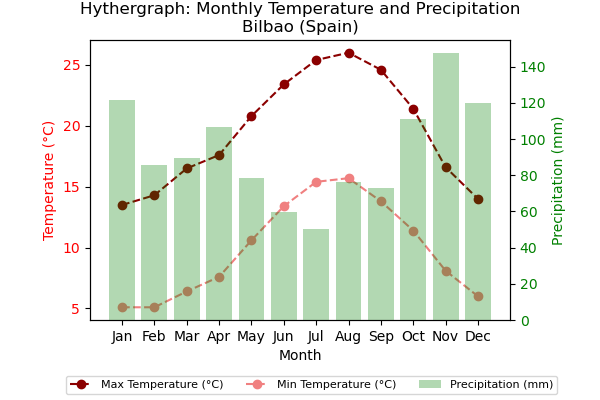 Hythergraph: Monthly Temperature and Precipitation
Bilbao (Spain)
Temperature (°C)
25
20
15
10
5
140
120
100
80
60
40
20
0
Precipitation (mm)
Jan Feb Mar Apr May Jun Jul Aug Sep Oct Nov Dec
Month
Max Temperature (°C) Min Temperature (°C) Precipitation (mm)